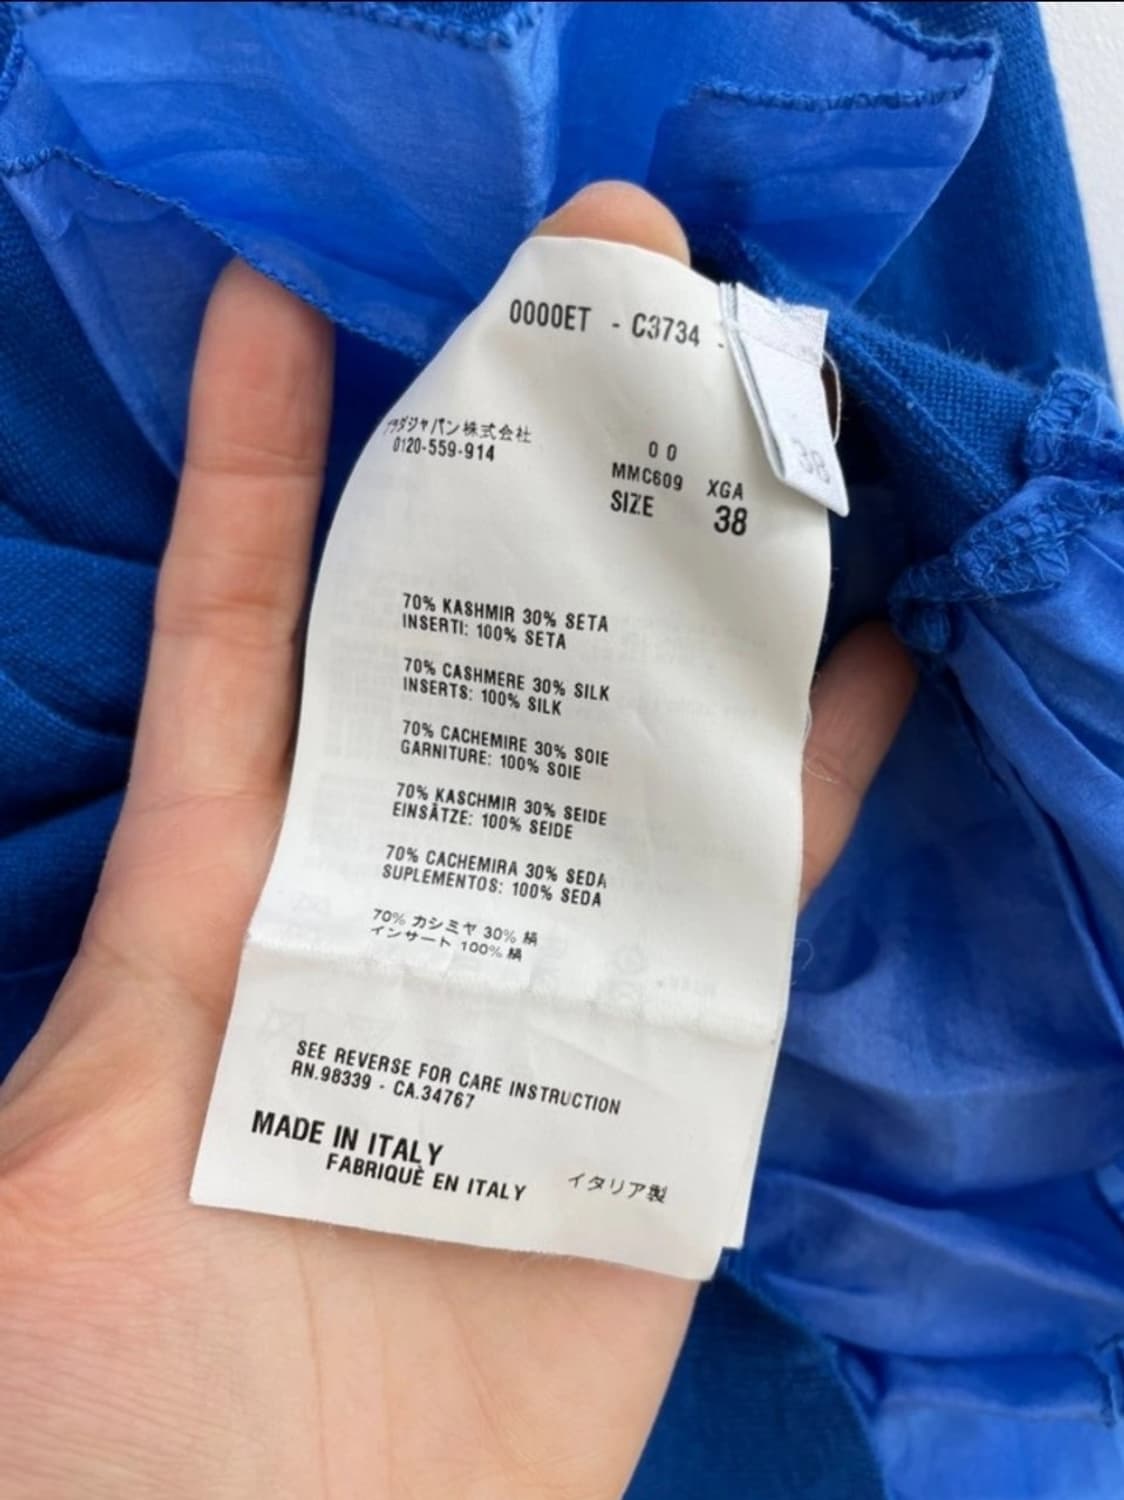 0000ET - C3734 -
プラダジャパン株式会社
0120-559-914
00
MMC609 XGA
SIZE 38
38
70% KASHMIR 30% SETA
INSERTI: 100% SETA
70% CASHMERE 30% SILK
INSERTS: 100% SILK
70% CACHEMIRE 30% SOIE
GARNITURE: 100% SOIE
70% KASCHMIR 30% SEIDE
EINSÄTZE: 100% SEIDE
70% CACHEMIRA 30% SEDA
SUPLEMENTOS: 100% SEDA
70% カシミヤ 30% 絹
インサート 100% 絹
SEE REVERSE FOR CARE INSTRUCTION
RN.98339 - CA.34767
MADE IN ITALY
FABRIQUÈ EN ITALY
イタリア製